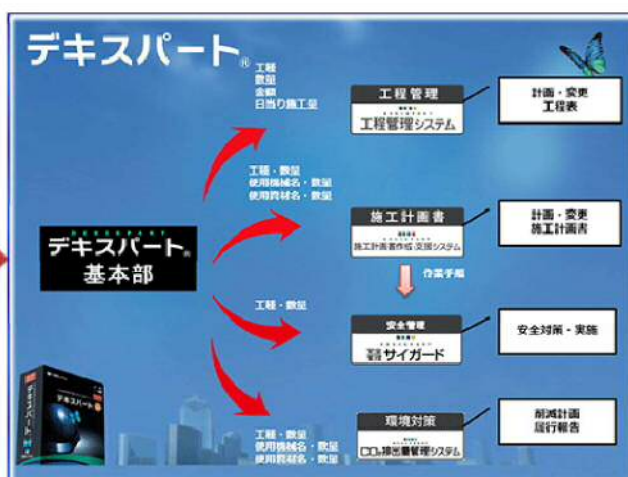 デキスパート®
工種
数量
金額
日当り施工量
工程管理
工程管理システム
計画・変更
工程表
工種・数量
使用機械名・数量
使用資材名・数量
施工計画書
施工計画書作成支援システム
計画・変更
施工計画書
DEKISPART
デキスパート®
基本部
作業手順
工種・数量
安全管理
サイガード
安全対策・実施
デキスパート
工種・数量
使用機械名・数量
使用資材名・数量
環境対策
CO₂排出量管理システム
削減計画
履行報告